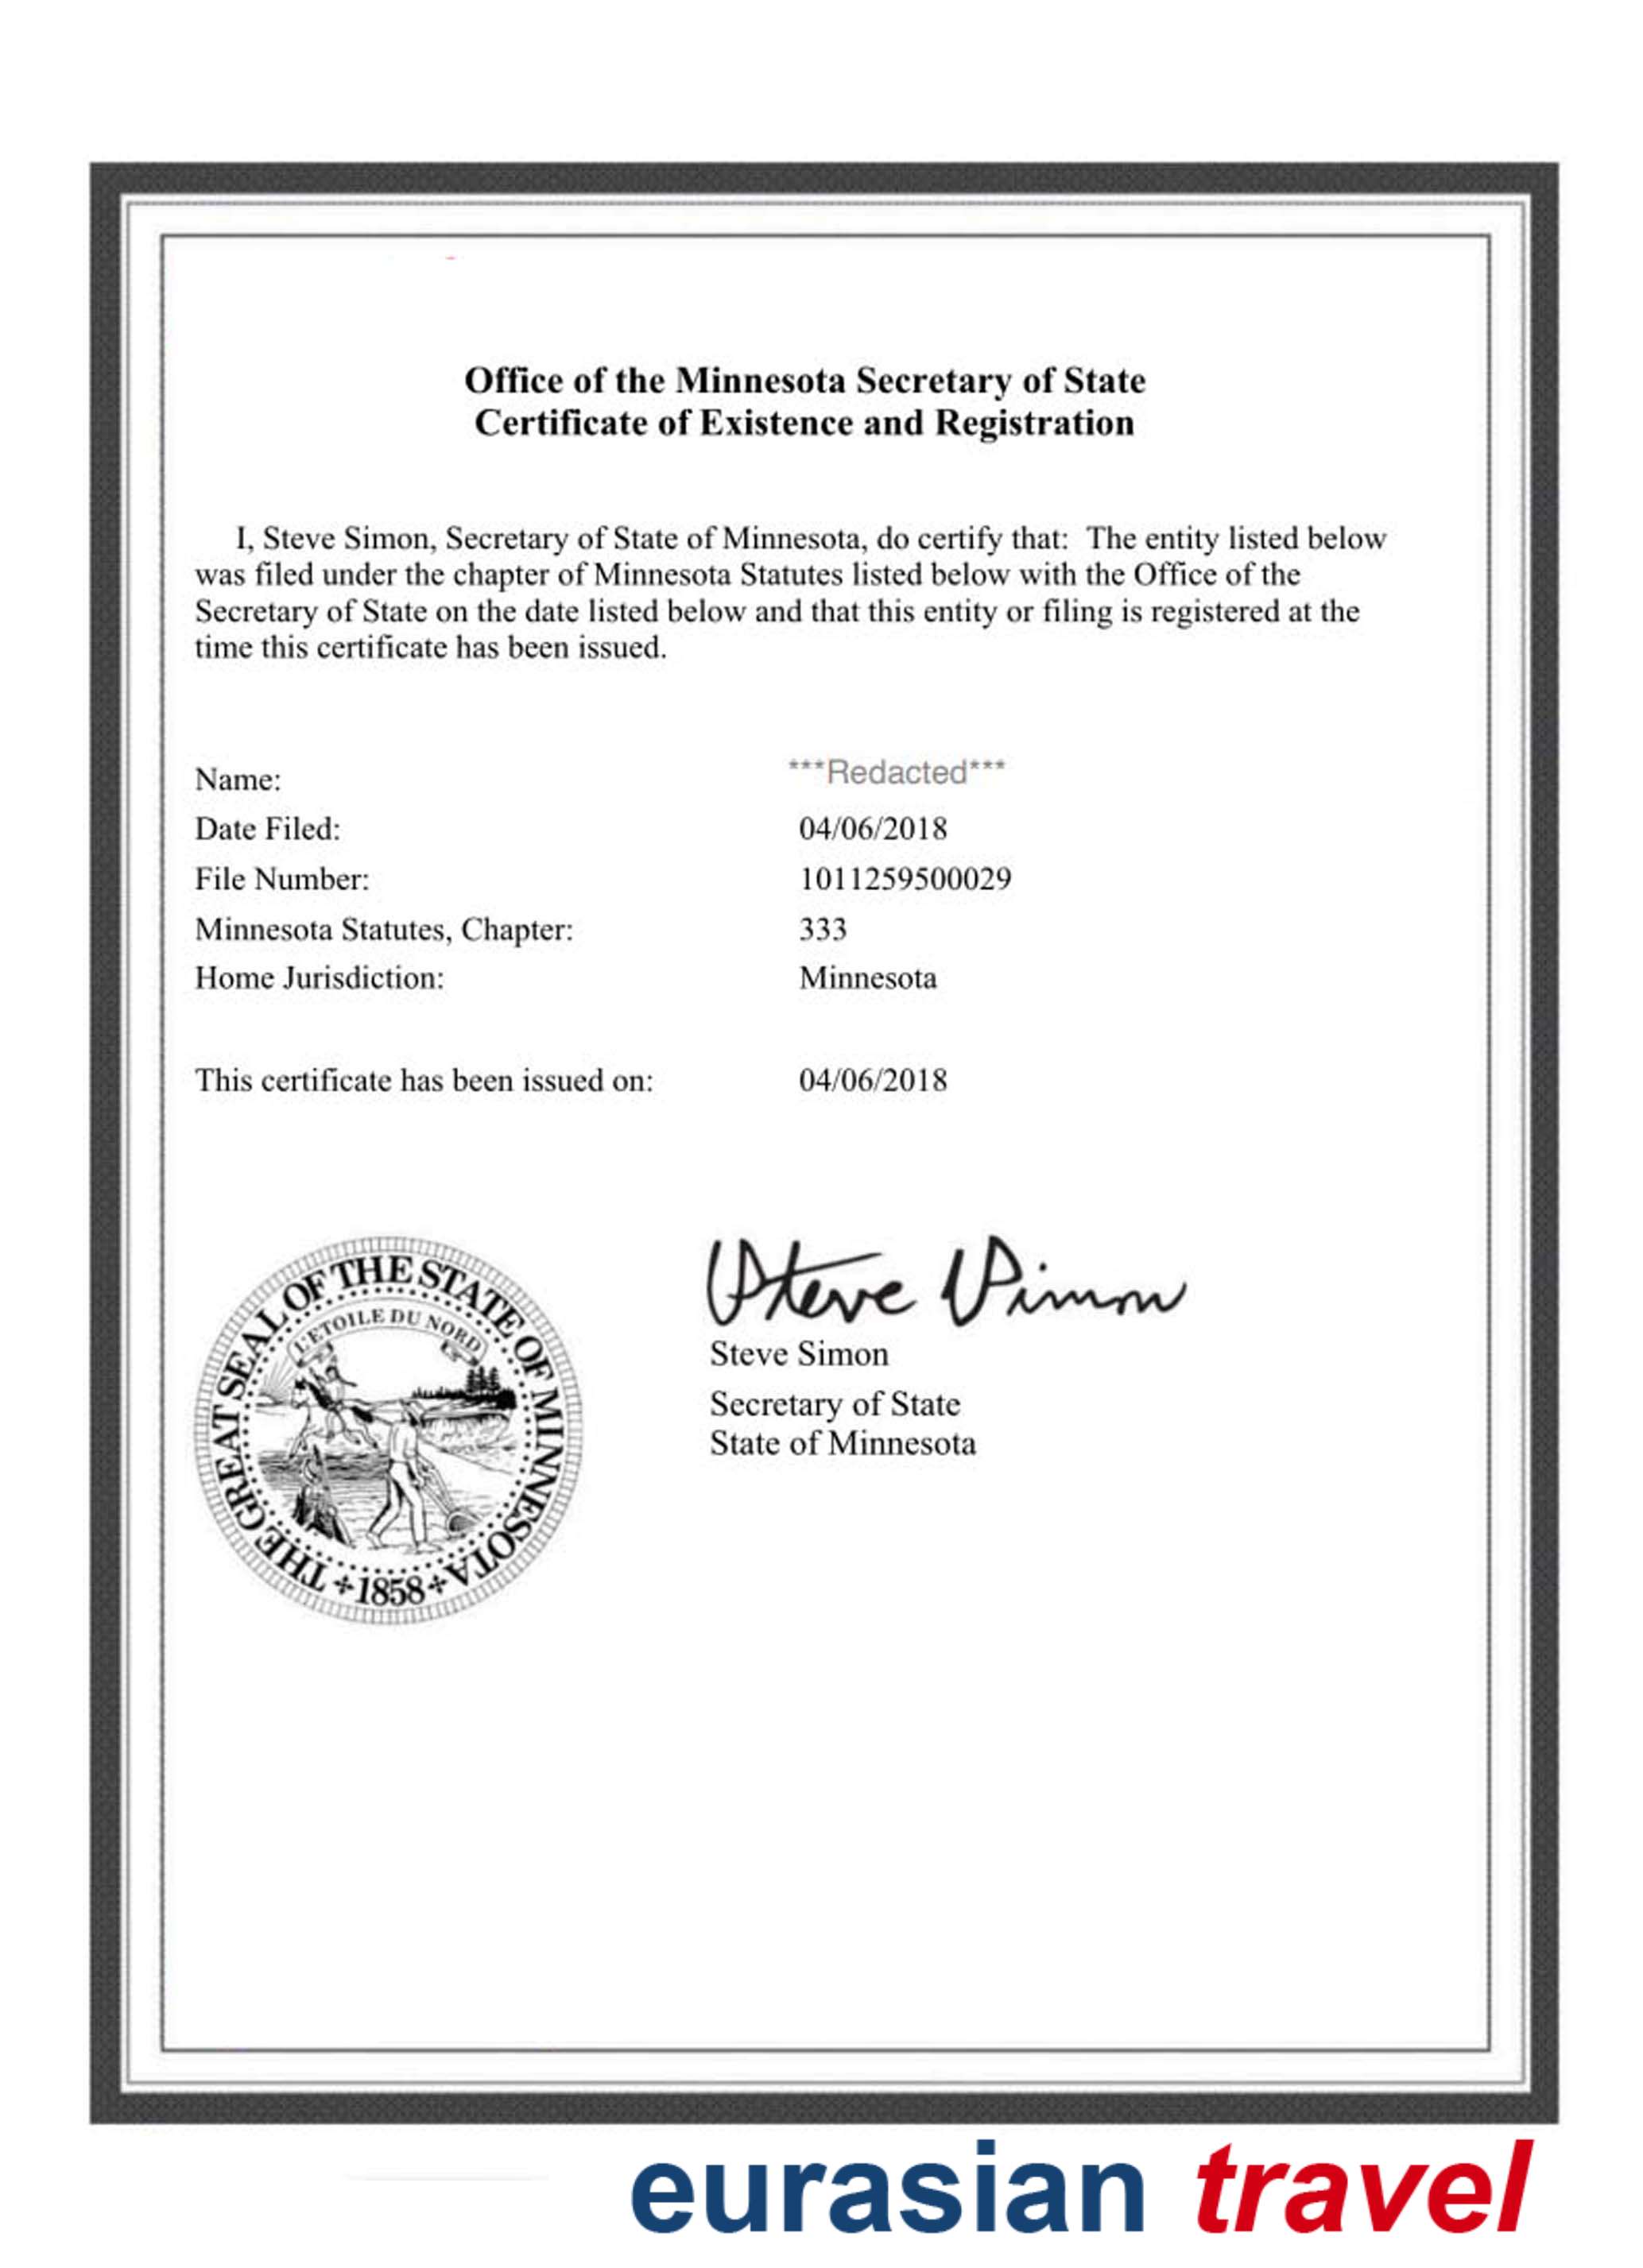 Office of the Minnesota Secretary of State
Certificate of Existence and Registration
I, Steve Simon, Secretary of State of Minnesota, do certify that: The entity listed below
was filed under the chapter of Minnesota Statutes listed below with the Office of the
Secretary of State on the date listed below and that this entity or filing is registered at the
time this certificate has been issued.
Name: ***Redacted***
Date Filed: 04/06/2018
File Number: 1011259500029
Minnesota Statutes, Chapter: 333
Home Jurisdiction: Minnesota
This certificate has been issued on: 04/06/2018
THE GREAT SEAL OF THE STATE OF MINNESOTA
L'ETOILE DU NORD
1858
Steve Simon
Steve Simon
Secretary of State
State of Minnesota
eurasian travel